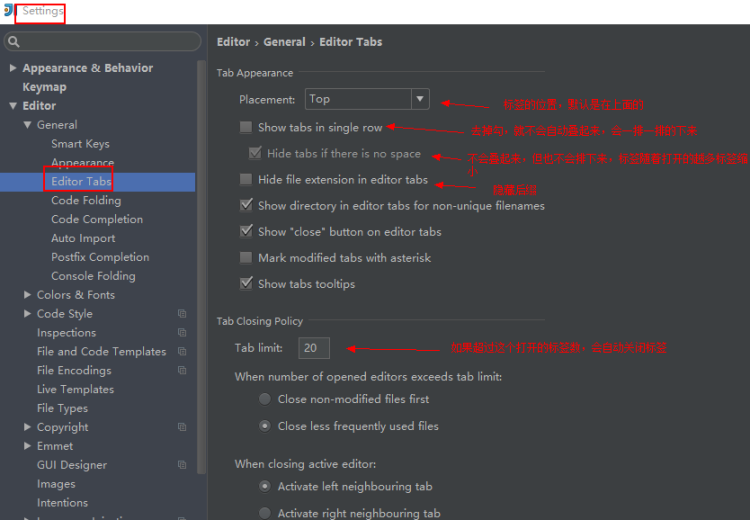 Settings
Editor › General › Editor Tabs
Appearance & Behavior
Keymap
Editor
General
Smart Keys
Appearance
Editor Tabs
Code Folding
Code Completion
Auto Import
Postfix Completion
Console Folding
Colors & Fonts
Code Style
Inspections
File and Code Templates
File Encodings
Live Templates
File Types
Copyright
Emmet
GUI Designer
Images
Intentions
Tab Appearance
Placement: Top
标签的位置，默认是在上面的
Show tabs in single row
去掉勾，就不会自动叠起来，会一排一排的下来
Hide tabs if there is no space
不会叠起来，但也不会排下来，标签随着打开的越多标签缩
小
Hide file extension in editor tabs
隐藏后缀
Show directory in editor tabs for non-unique filenames
Show "close" button on editor tabs
Mark modified tabs with asterisk
Show tabs tooltips
Tab Closing Policy
Tab limit: 20
如果超过这个打开的标签数，会自动关闭标签
When number of opened editors exceeds tab limit:
Close non-modified files first
Close less frequently used files
When closing active editor:
Activate left neighbouring tab
Activate right neighbouring tab